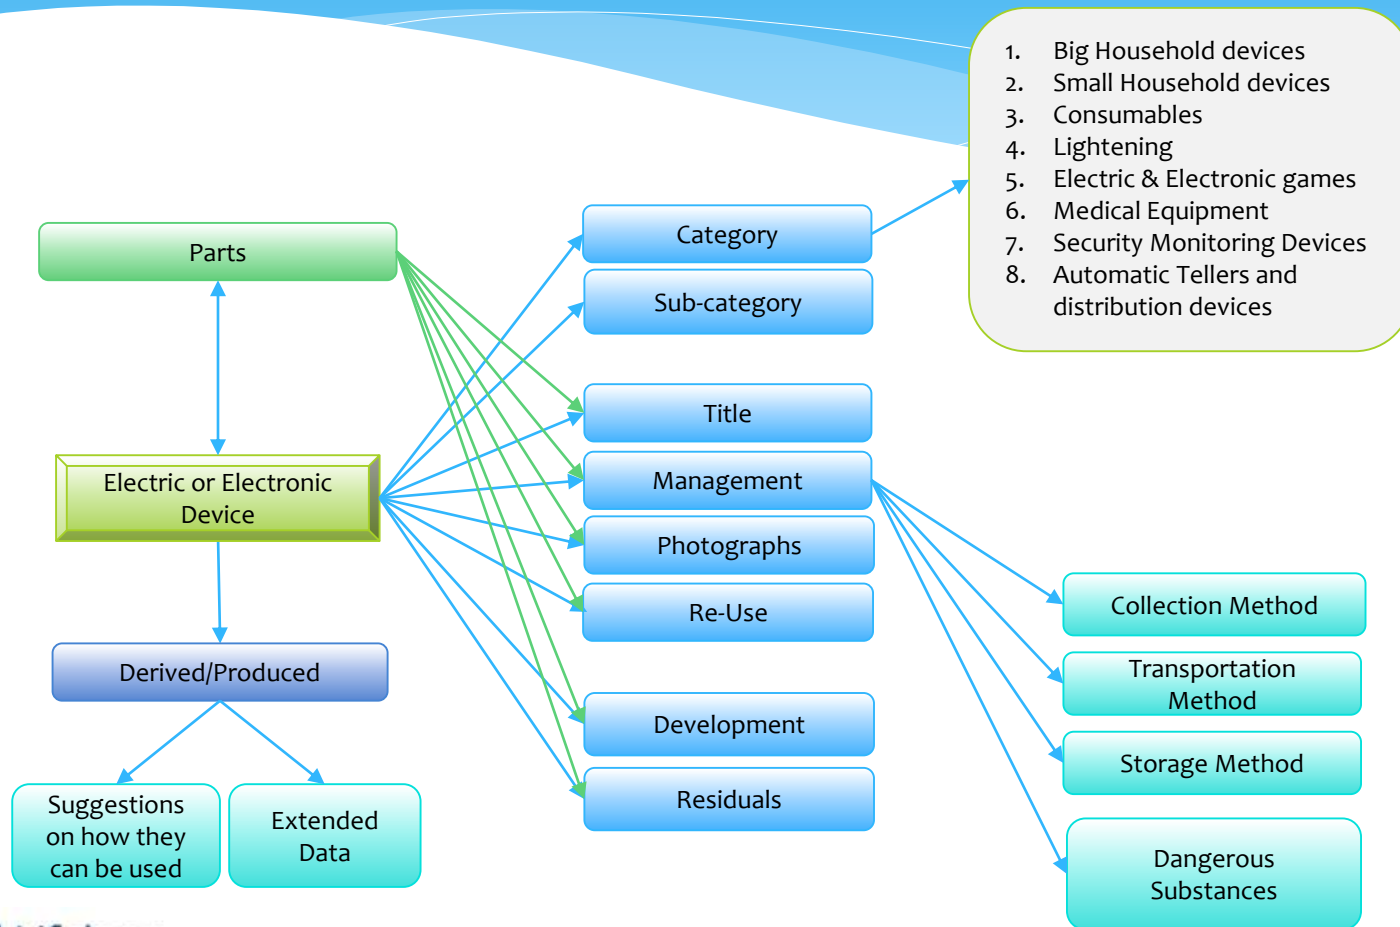 1. Big Household devices
2. Small Household devices
3. Consumables
4. Lightening
5. Electric & Electronic games
6. Medical Equipment
7. Security Monitoring Devices
8. Automatic Tellers and
distribution devices
Parts
Category
Sub-category
Title
Electric or Electronic
Device
Management
Photographs
Re-Use
Derived/Produced
Development
Residuals
Suggestions
on how they
can be used
Extended
Data
Collection Method
Transportation
Method
Storage Method
Dangerous
Substances